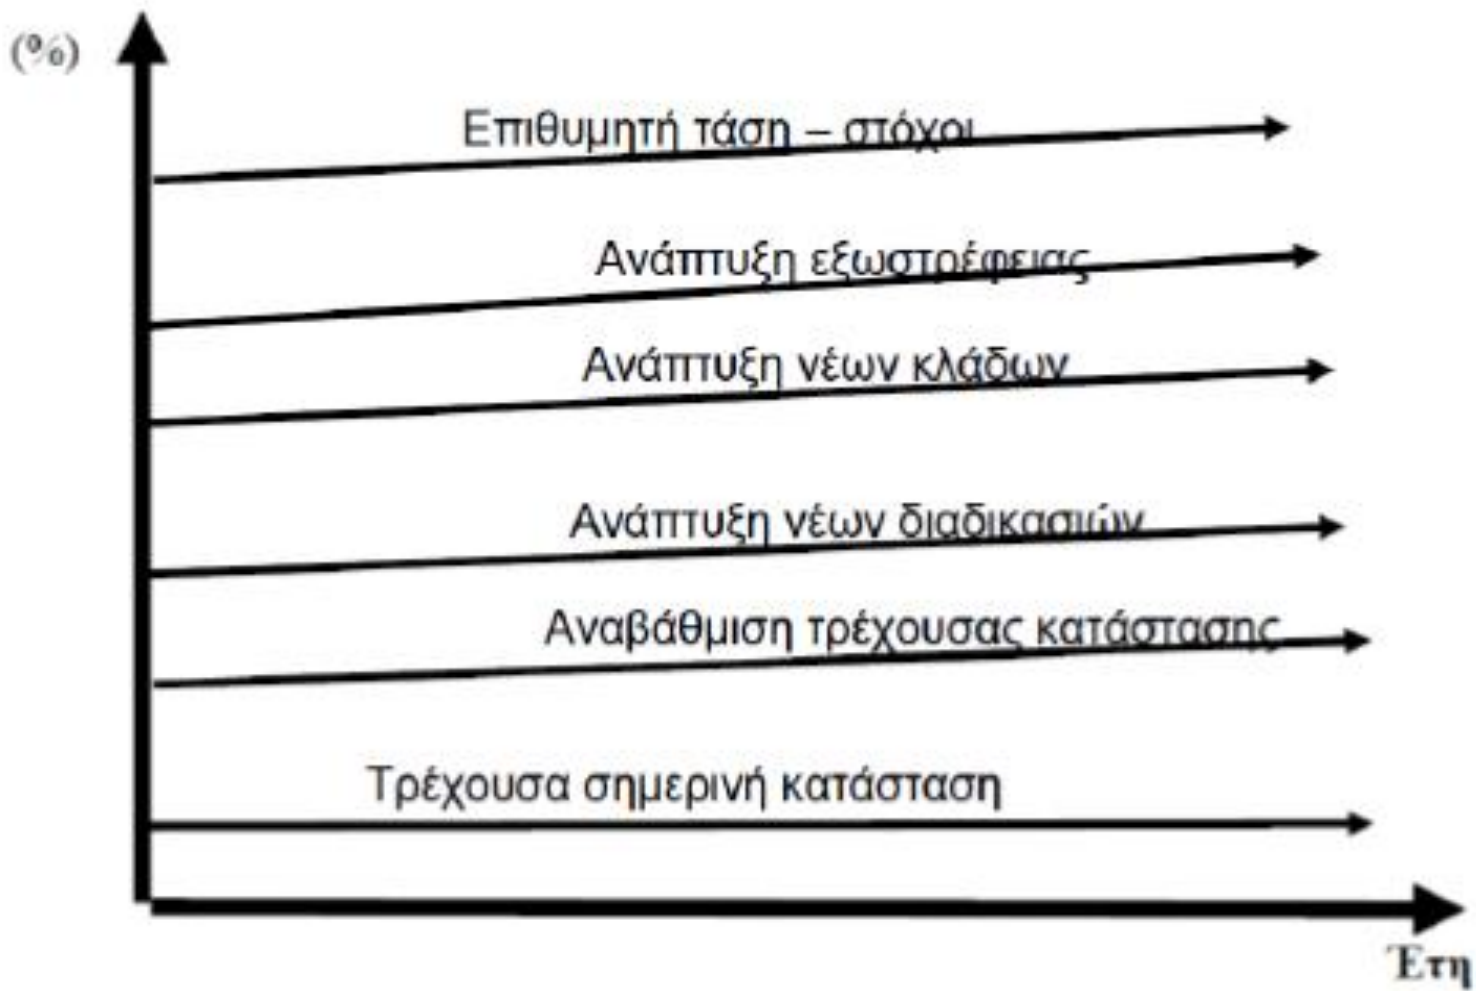 (%)
Επιθυμητή τάση – στόχοι
Ανάπτυξη εξωστρέφειας
Ανάπτυξη νέων κλάδων
Ανάπτυξη νέων διαδικασιών
Αναβάθμιση τρέχουσας κατάστασης
Τρέχουσα σημερινή κατάσταση
Έτη